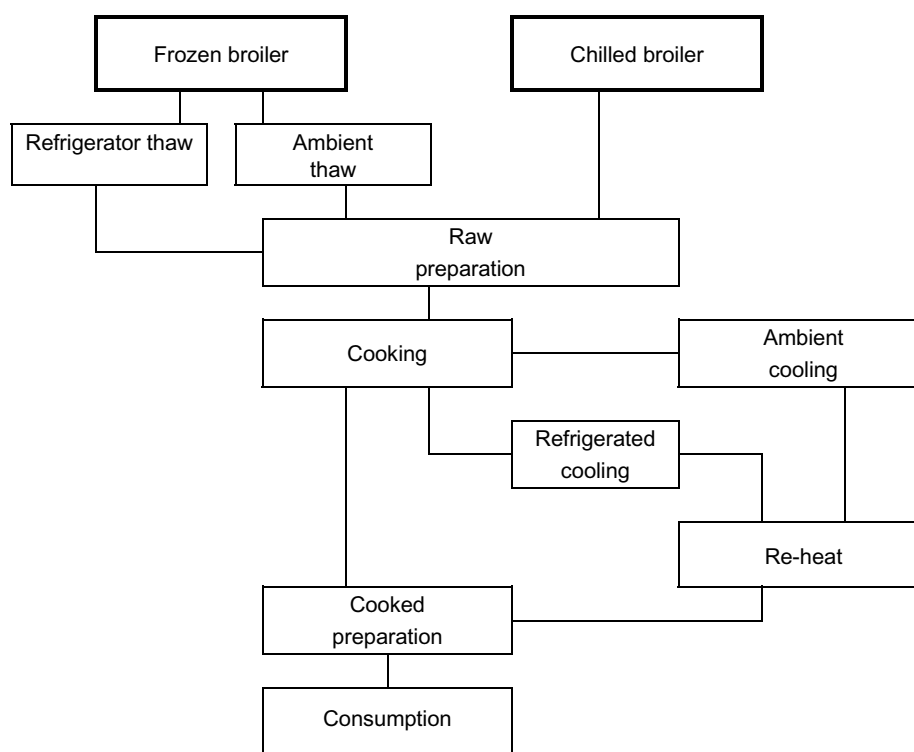 Frozen broiler
Chilled broiler
Refrigerator thaw
Ambient
thaw
Raw
preparation
Cooking
Ambient
cooling
Refrigerated
cooling
Re-heat
Cooked
preparation
Consumption